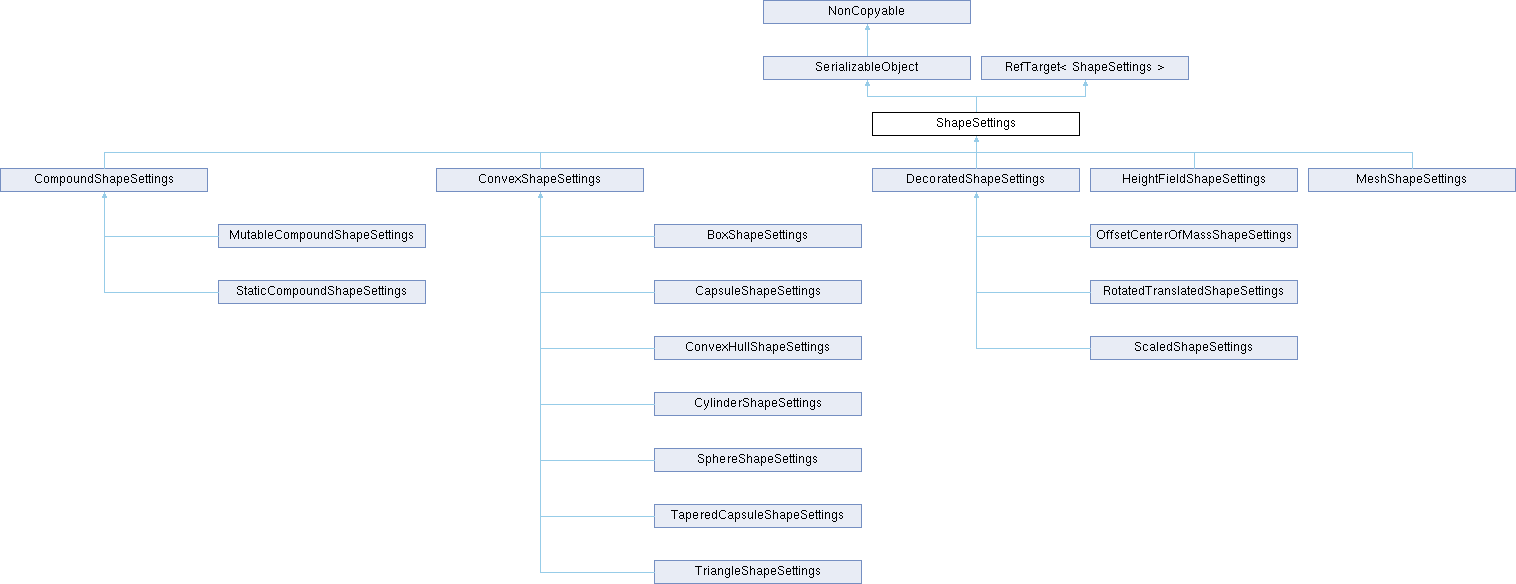 NonCopyable
SerializableObject
RefTarget< ShapeSettings >
ShapeSettings
CompoundShapeSettings
ConvexShapeSettings
DecoratedShapeSettings
HeightFieldShapeSettings
MeshShapeSettings
MutableCompoundShapeSettings
BoxShapeSettings
OffsetCenterOfMassShapeSettings
StaticCompoundShapeSettings
CapsuleShapeSettings
RotatedTranslatedShapeSettings
ConvexHullShapeSettings
ScaledShapeSettings
CylinderShapeSettings
SphereShapeSettings
TaperedCapsuleShapeSettings
TriangleShapeSettings